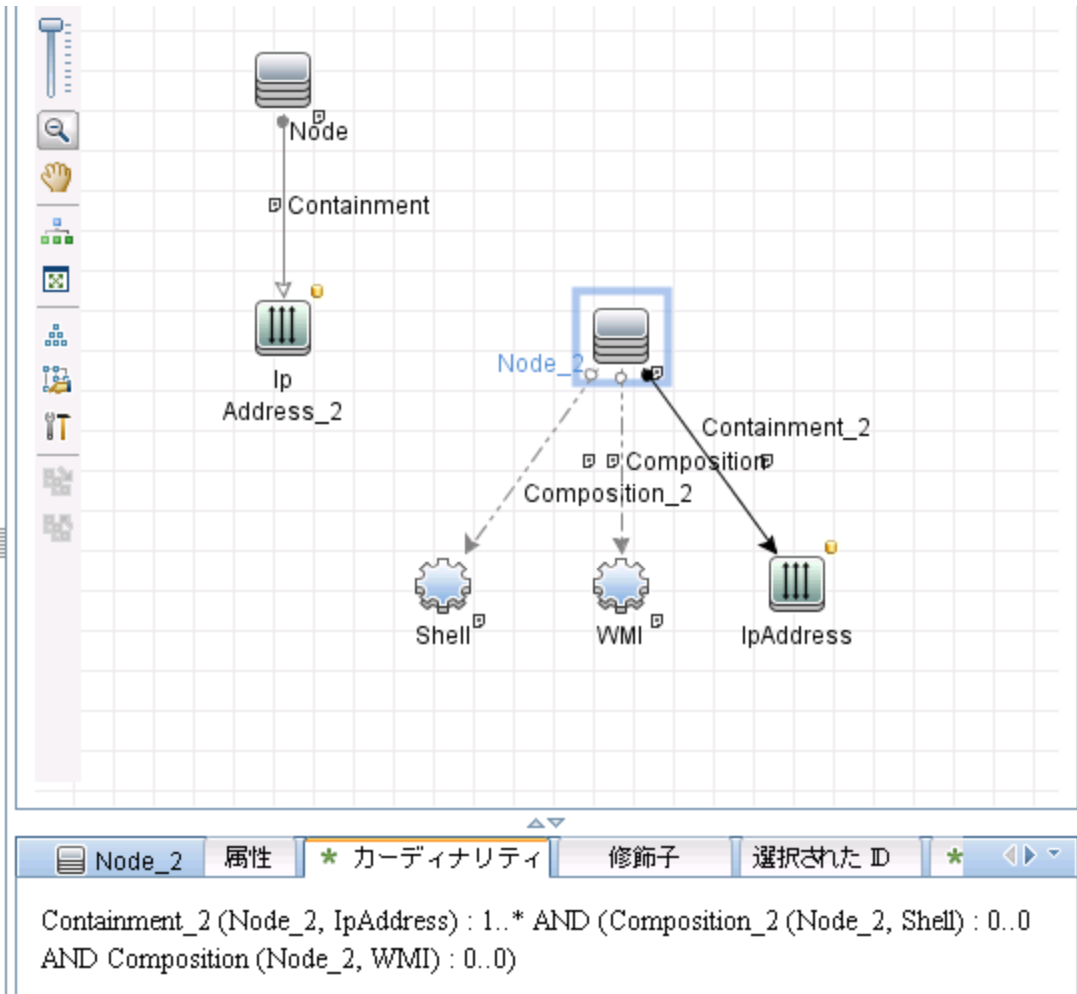 Node
Containment
Ip
Address_2
Node_2
Containment_2
Composition
Composition_2
Shell
WMI
IpAddress
Node_2
属性
* カーディナリティ
修飾子
選択された ID
*
Containment_2 (Node_2, IpAddress) : 1..* AND (Composition_2 (Node_2, Shell) : 0..0
AND Composition (Node_2, WMI) : 0..0)